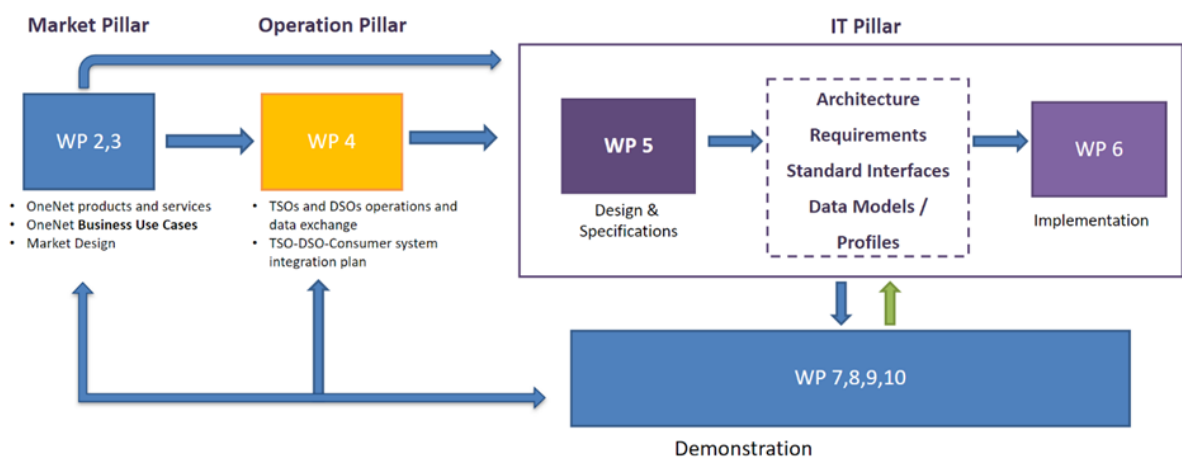 Market Pillar
Operation Pillar
IT Pillar
WP 2,3
• OneNet products and services
• OneNet Business Use Cases
• Market Design
WP 4
• TSOs and DSOs operations and
data exchange
• TSO-DSO-Consumer system
integration plan
WP 5
Design &
Specifications
Architecture
Requirements
Standard Interfaces
Data Models /
Profiles
WP 6
Implementation
WP 7,8,9,10
Demonstration